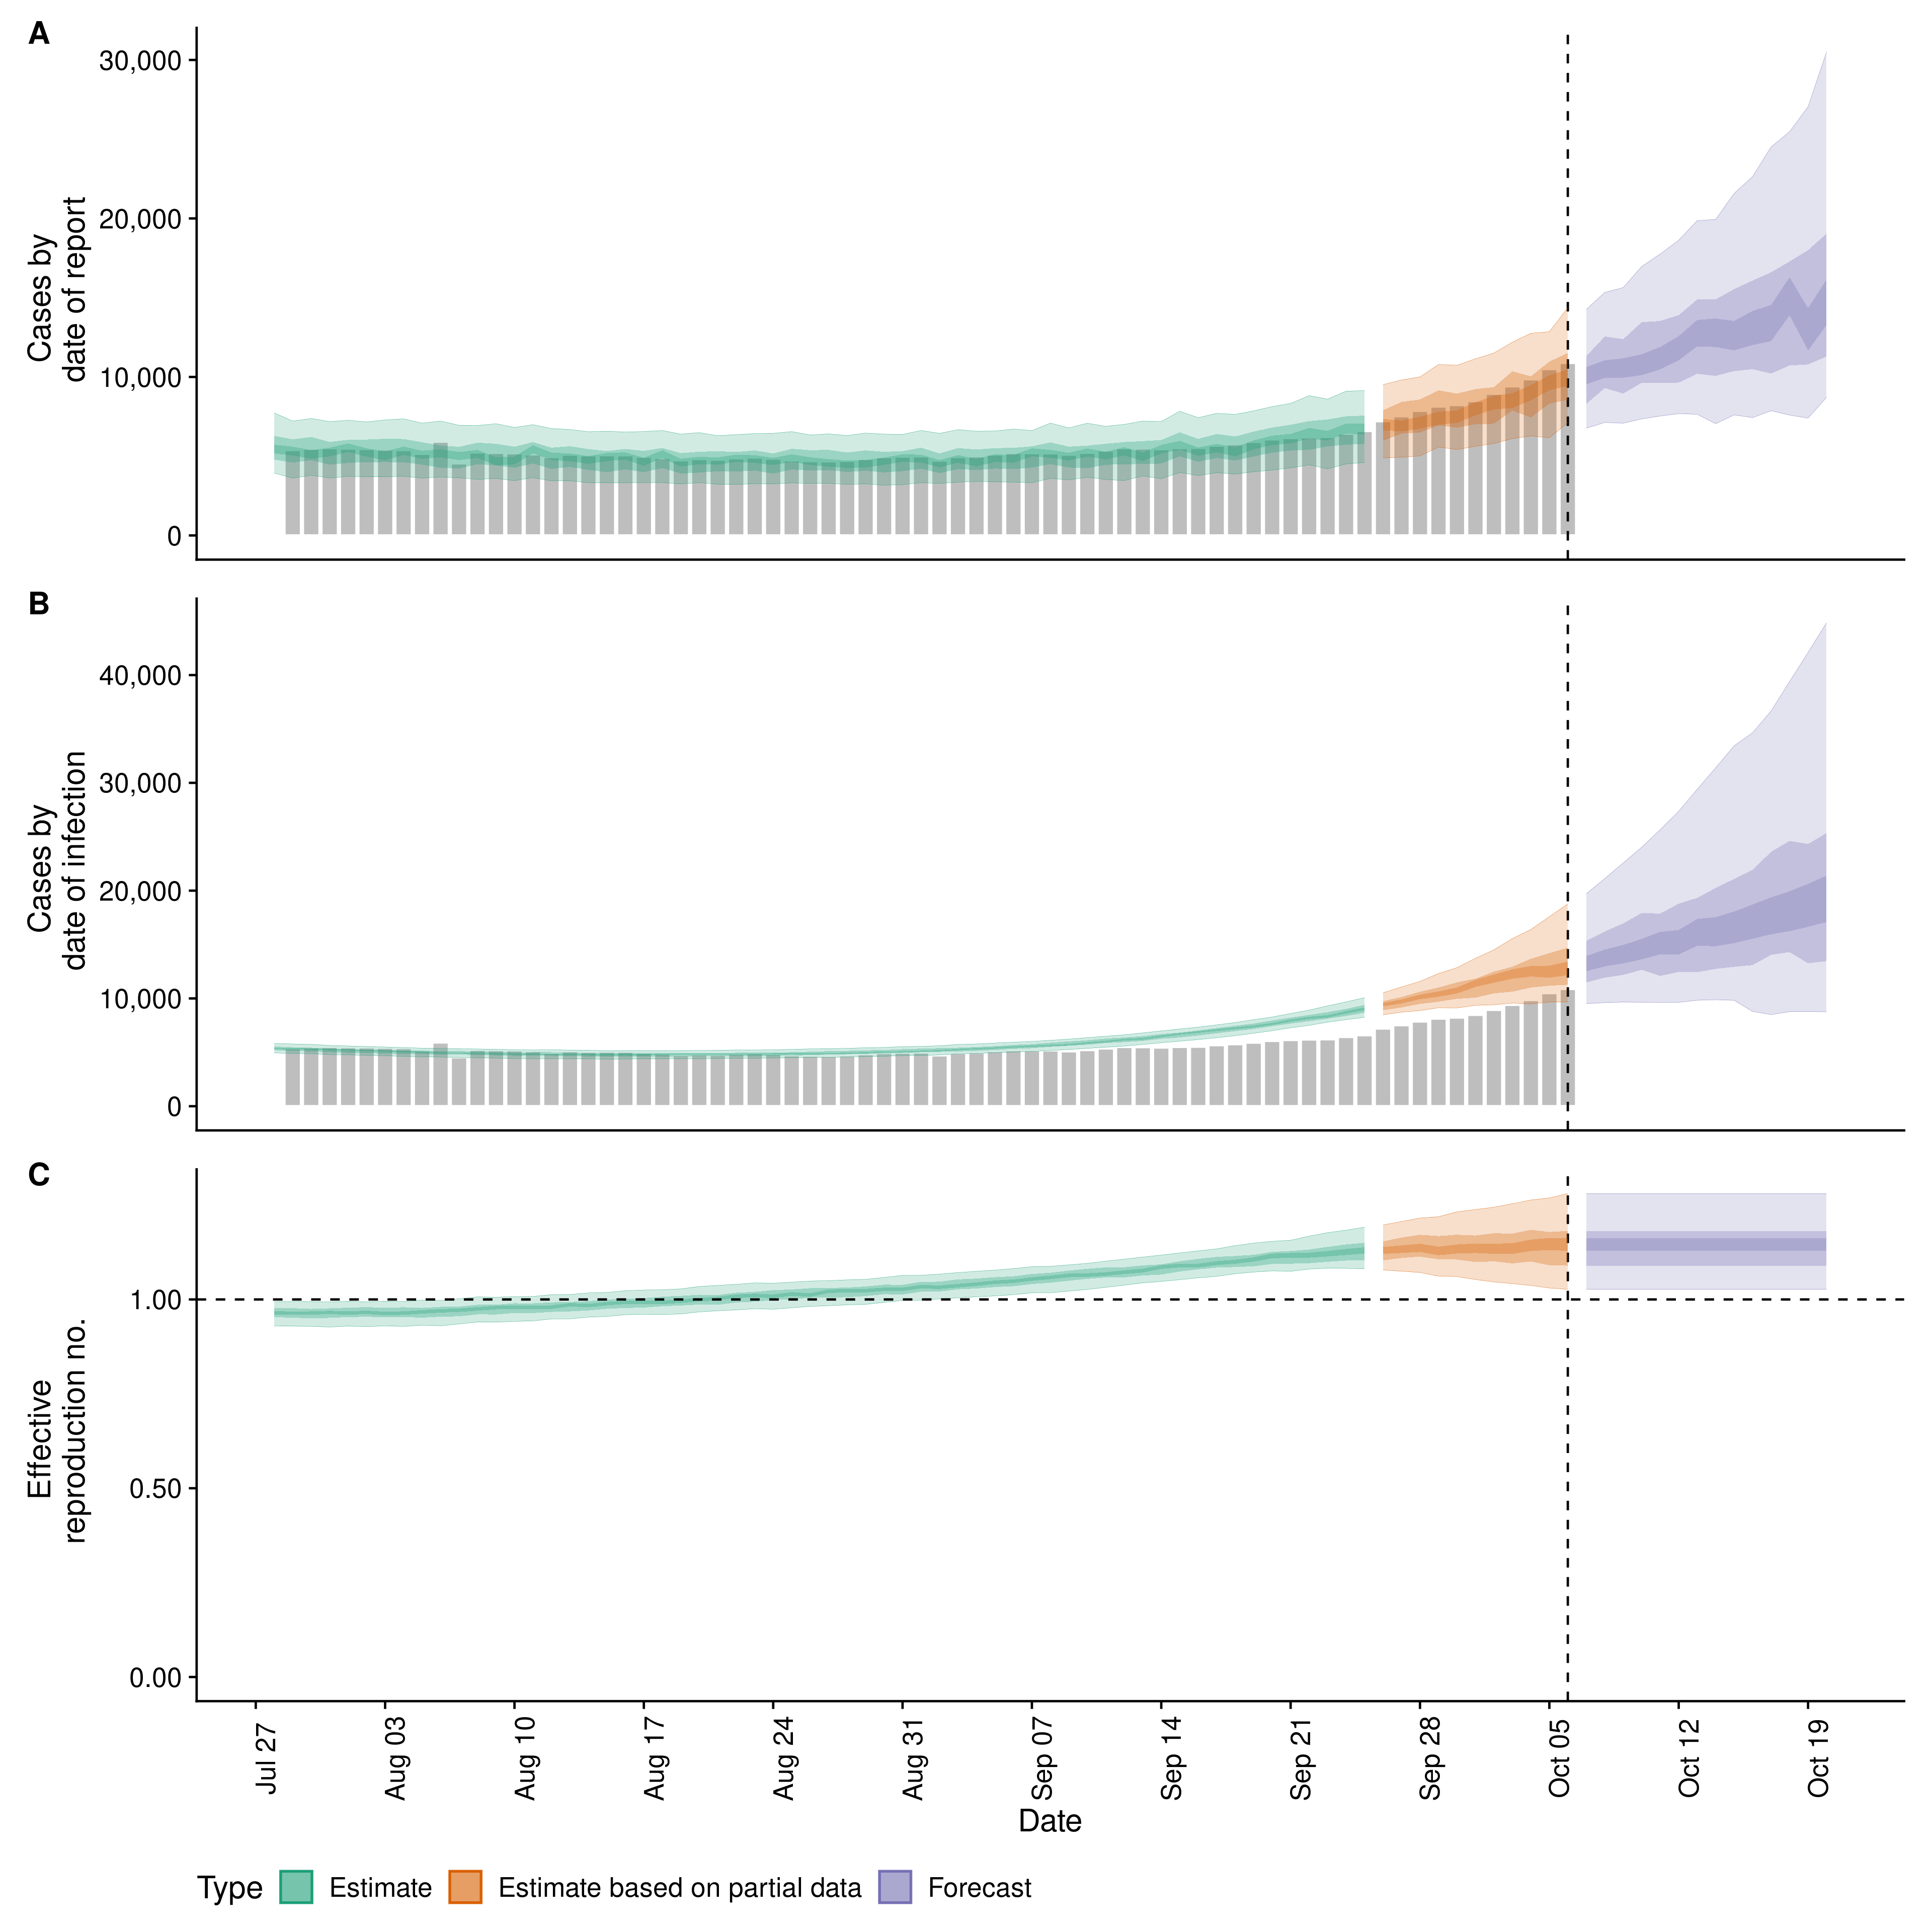 A
30,000
20,000
10,000
0
Cases by
date of report
B
40,000
30,000
20,000
10,000
0
Cases by
date of infection
C
1.00
0.50
0.00
Effective
reproduction no.
Jul 27
Aug 03
Aug 10
Aug 17
Aug 24
Aug 31
Sep 07
Sep 14
Sep 21
Sep 28
Oct 05
Oct 12
Oct 19
Date
Type
Estimate
Estimate based on partial data
Forecast